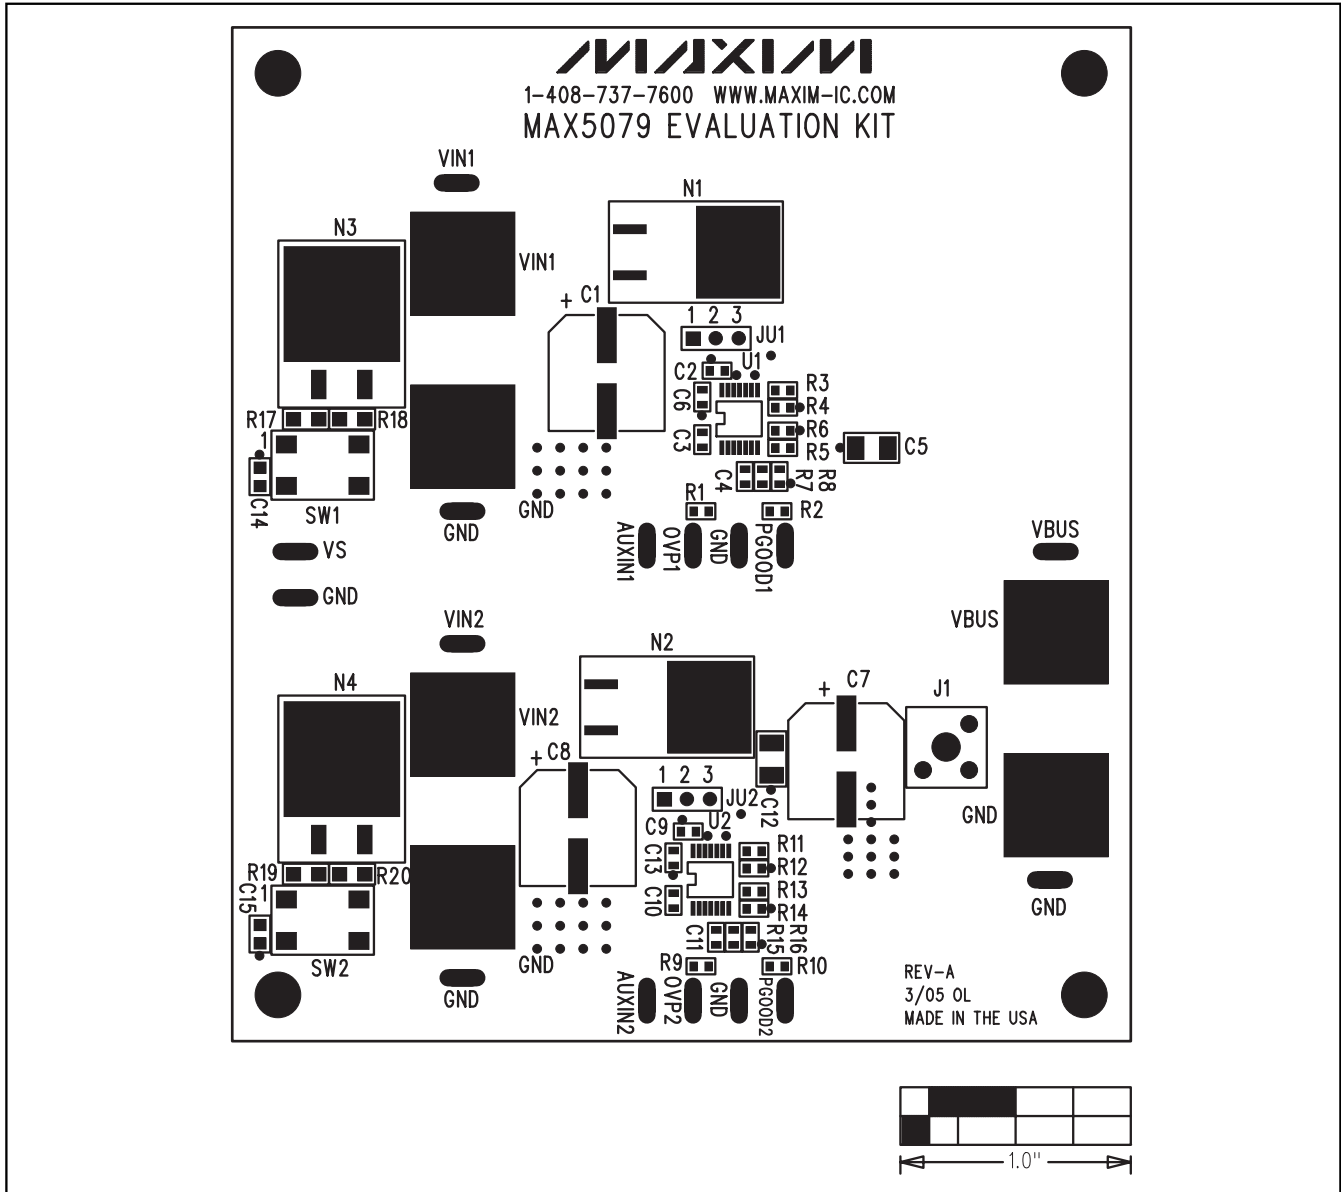 MAXIM
1-408-737-7600 WWW.MAXIM-IC.COM
MAX5079 EVALUATION KIT
VIN1
N1
N3
VIN1
+ C1
1 2 3
JU1
U1
C2
R3
C6
R4
R17
R18
R6
C3
R5
C5
1
C4
R7
R8
C14
SW1
GND
GND
R1
R2
AUXIN1
OVP1
GND
PGOOD1
VS
VBUS
GND
VIN2
VBUS
N2
N4
C7
+
J1
VIN2
+ C8
1 2 3
JU2
C12
GND
U2
C9
R11
C13
R12
R19
R20
R13
C15
1
C10
R14
GND
C11
R15
R16
SW2
GND
GND
R9
R10
AUXIN2
OVP2
GND
PGOOD2
REV-A
3/05 OL
MADE IN THE USA
1.0"